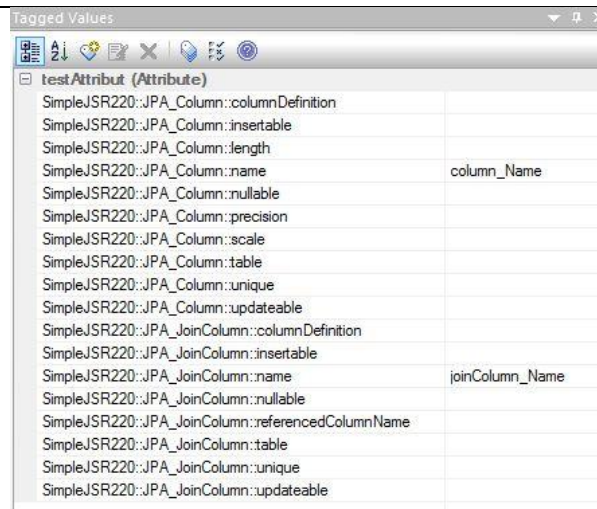 Tagged Values
testAttribut (Attribute)
SimpleJSR220::JPA_Column::columnDefinition
SimpleJSR220::JPA_Column::insertable
SimpleJSR220::JPA_Column::length
SimpleJSR220::JPA_Column::name column_Name
SimpleJSR220::JPA_Column::nullable
SimpleJSR220::JPA_Column::precision
SimpleJSR220::JPA_Column::scale
SimpleJSR220::JPA_Column::table
SimpleJSR220::JPA_Column::unique
SimpleJSR220::JPA_Column::updateable
SimpleJSR220::JPA_JoinColumn::columnDefinition
SimpleJSR220::JPA_JoinColumn::insertable
SimpleJSR220::JPA_JoinColumn::name joinColumn_Name
SimpleJSR220::JPA_JoinColumn::nullable
SimpleJSR220::JPA_JoinColumn::referencedColumnName
SimpleJSR220::JPA_JoinColumn::table
SimpleJSR220::JPA_JoinColumn::unique
SimpleJSR220::JPA_JoinColumn::updateable